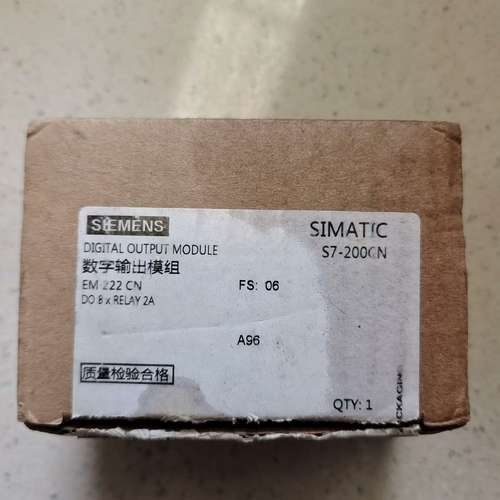 SIEMENS
SIMATIC
S7-200CN
DIGITAL OUTPUT MODULE
数字输出模组
EM 222 CN
DO 8 x RELAY 2A
FS: 06
A96
质量检验合格
QTY: 1